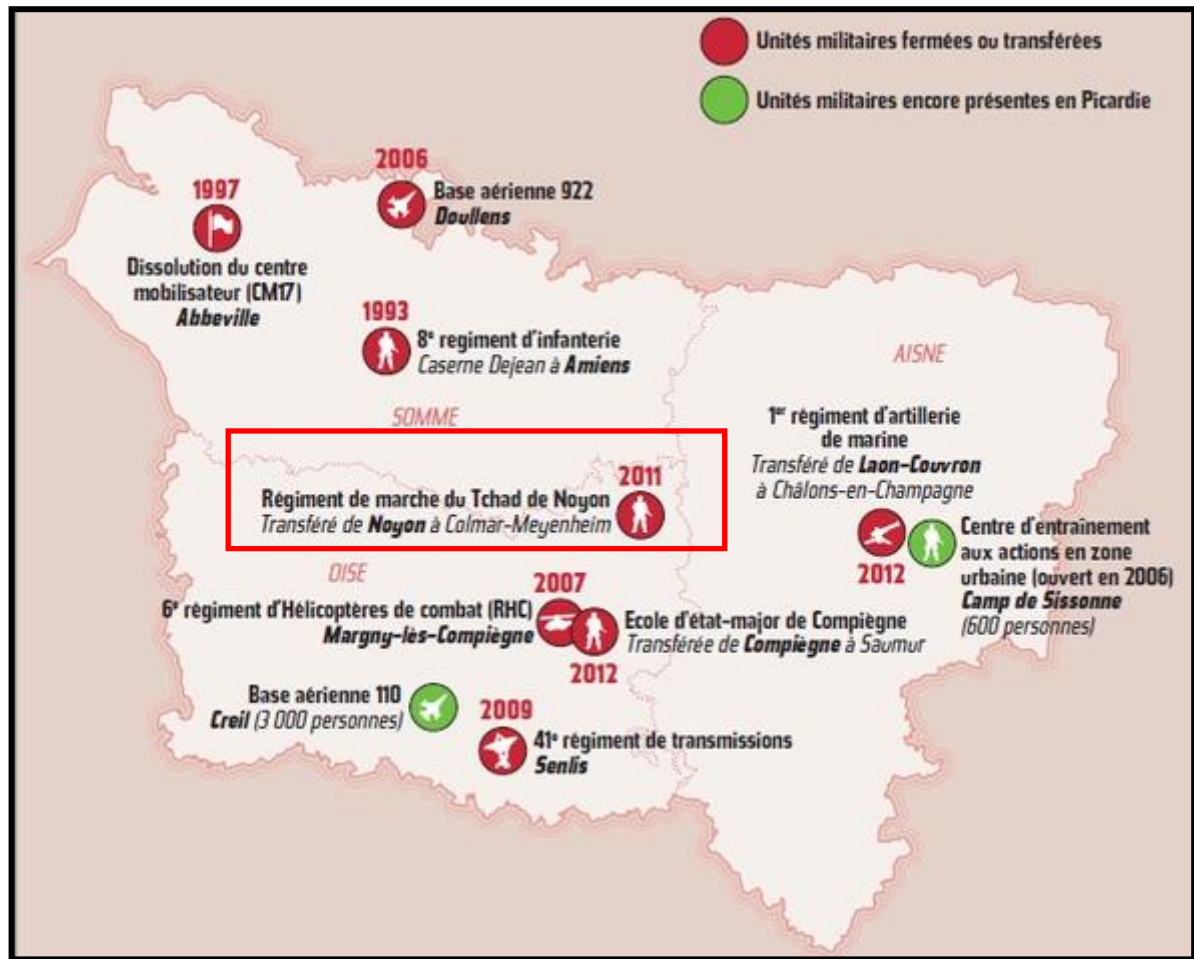 Unités militaires fermées ou transférées
Unités militaires encore présentes en Picardie
2006
Base aérienne 922
Doullens
1997
Dissolution du centre
mobilisateur (CM17)
Abbeville
1993
8e regiment d'infanterie
Caserne Dejean à Amiens
SOMME
AISNE
1er régiment d'artillerie
de marine
Transféré de Laon-Couvron
à Châlons-en-Champagne
2012
Centre d'entraînement
aux actions en zone
urbaine (ouvert en 2006)
Camp de Sissonne
(600 personnes)
2011
Régiment de marche du Tchad de Noyon
Transféré de Noyon à Colmar-Meyenheim
OISE
2007
6e régiment d'Hélicoptères de combat (RHC)
Margny-lès-Compiègne
Ecole d'état-major de Compiègne
Transférée de Compiègne à Saumur
2012
Base aérienne 110
Creil (3 000 personnes)
2009
41e régiment de transmissions
Senlis